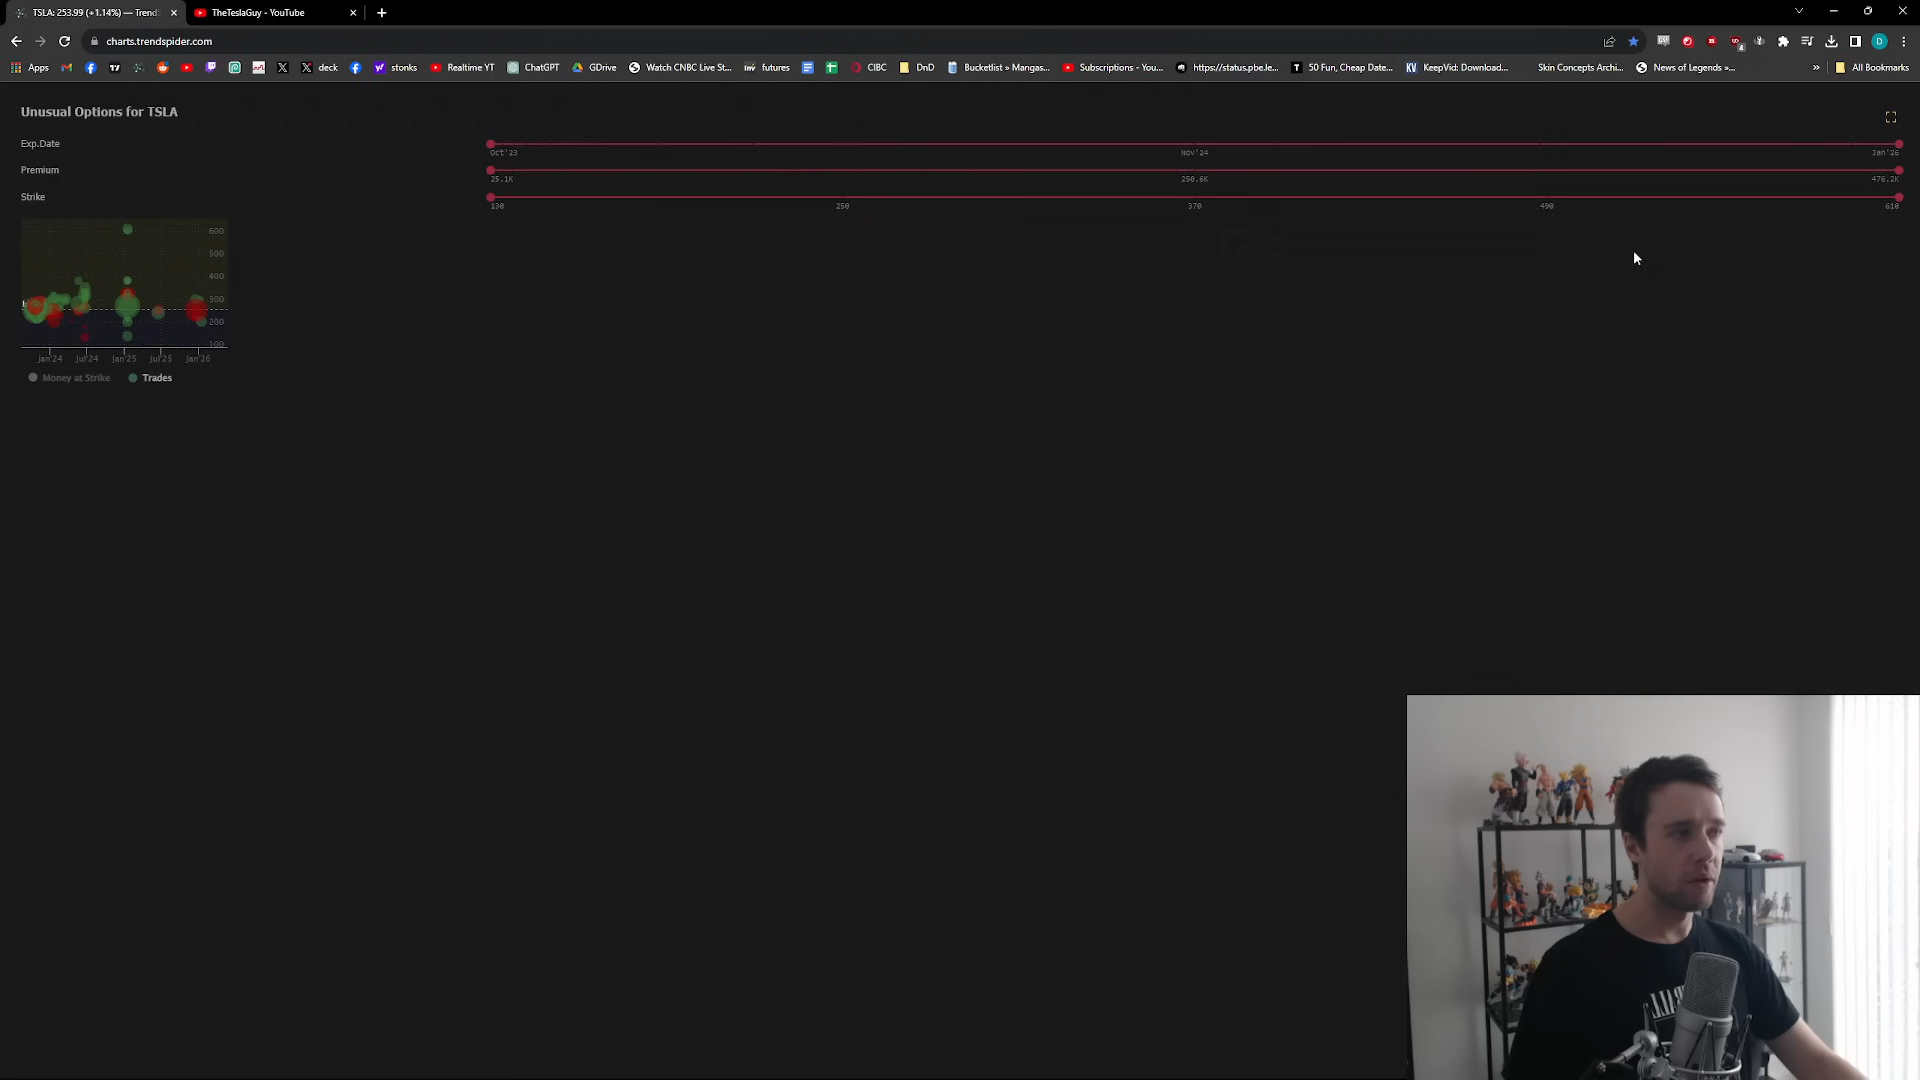 TSLA: 253.99 (+1.14%) — Trend
TheTeslaGuy - YouTube
charts.trendspider.com
4
D
Apps
deck
stonks
Realtime YT
ChatGPT
GDrive
Watch CNBC Live St...
inv futures
CIBC
DnD
Bucketlist » Mangas...
Subscriptions - You...
https://status.pbe.le...
T 50 Fun, Cheap Date...
KV KeepVid: Download...
Skin Concepts Archi...
News of Legends »...
»
All Bookmarks
Unusual Options for TSLA
Exp.Date
Oct'23 Nov'24 Jan'26
Premium
25.1K 250.6K 476.2K
Strike
130 250 370 490 610
600
500
400
300
200
100
Jan'24 Jul'24 Jan'25 Jul'25 Jan'26
Money at Strike Trades